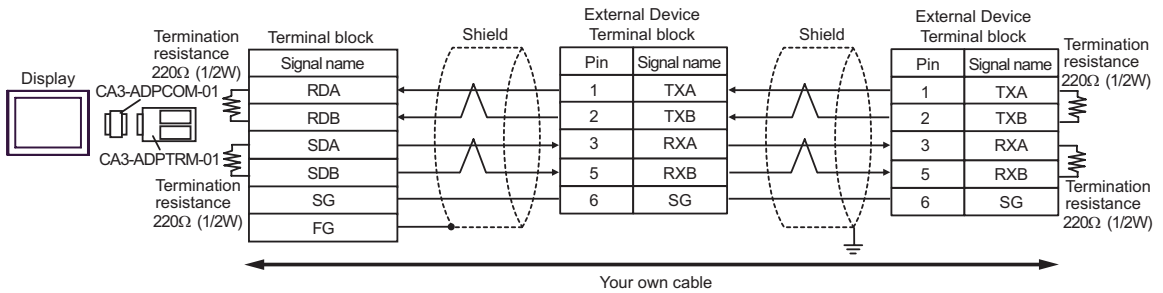 Display
CA3-ADPCOM-01
CA3-ADPTRM-01
Termination
resistance
220Ω (1/2W)
Termination
resistance
220Ω (1/2W)
Terminal block
Signal name
RDA
RDB
SDA
SDB
SG
FG
Shield
External Device
Terminal block
Pin Signal name
1 TXA
2 TXB
3 RXA
5 RXB
6 SG
Shield
External Device
Terminal block
Pin Signal name
1 TXA
2 TXB
3 RXA
5 RXB
6 SG
Termination
resistance
220Ω (1/2W)
Termination
resistance
220Ω (1/2W)
Your own cable